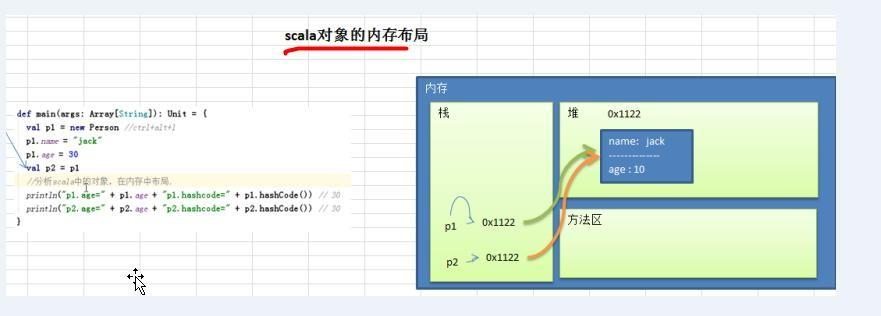 scala对象的内存布局
def main(args: Array[String]): Unit = {
val p1 = new Person //ctrl+alt+l
p1.name = "jack"
p1.age = 30
val p2 = p1
//分析scala中的对象，在内存中布局.
println("p1.age=" + p1.age + "p1.hashcode=" + p1.hashCode()) // 30
println("p2.age=" + p2.age + "p2.hashcode=" + p2.hashCode()) // 30
}
内存
栈
p1 0x1122
p2 0x1122
堆 0x1122
name: jack
--------------
age : 10
方法区